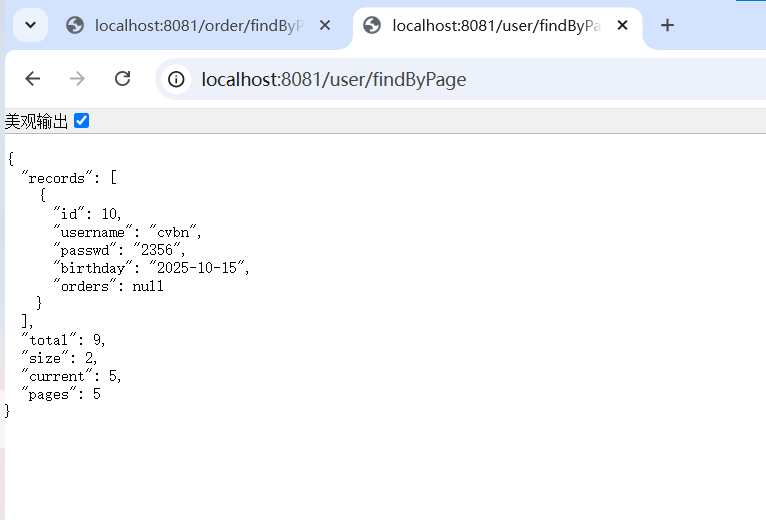 localhost:8081/order/findByP
localhost:8081/user/findByPa
localhost:8081/user/findByPage
美观输出
{
  "records": [
    {
      "id": 10,
      "username": "cvbn",
      "passwd": "2356",
      "birthday": "2025-10-15",
      "orders": null
    }
  ],
  "total": 9,
  "size": 2,
  "current": 5,
  "pages": 5
}